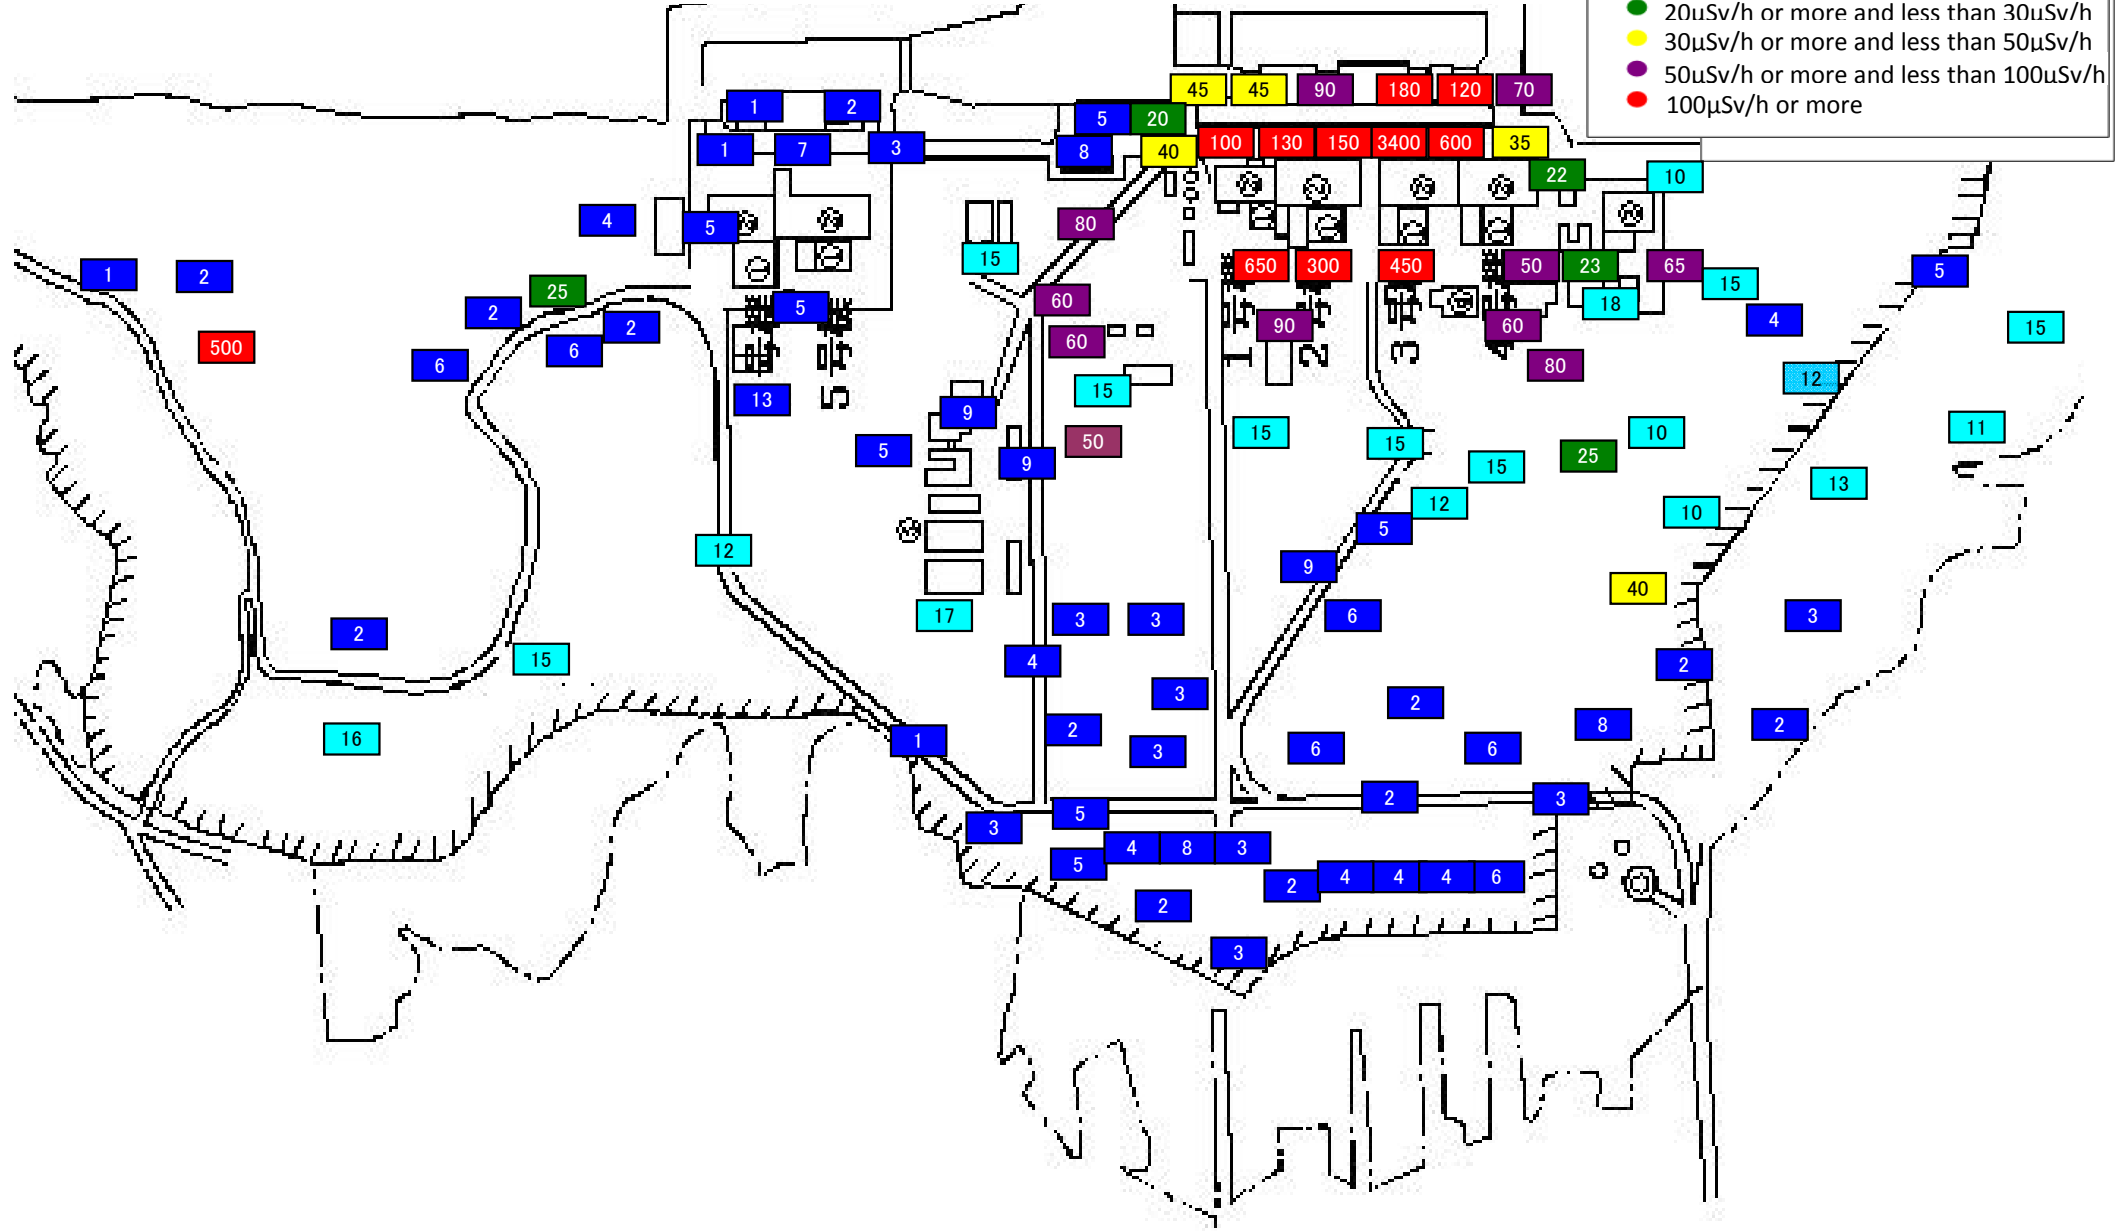 20μSv/h or more and less than 30μSv/h
30μSv/h or more and less than 50μSv/h
50μSv/h or more and less than 100μSv/h
100μSv/h or more
45 45 90 180 120 70
1 2 5 20
100 130 150 3400 600 35
1 7 3 8 40
22 10
4 5 80
15 650 300 450 50 23 65 15 5
1 2
25 2 5 60 18
2 6 60 90 60 4 15
500
6 80 12
13 15
9 15 15 10 11
5 50 25
9 15 13
12 10
5
12 9
40
17 3 3 6 3
2
15 4 2
3 2
16 1 2 3 6 6 8 2
2 3
3 5
4 8 3
5 2 4 4 4 6
2
3
1 2 3 5